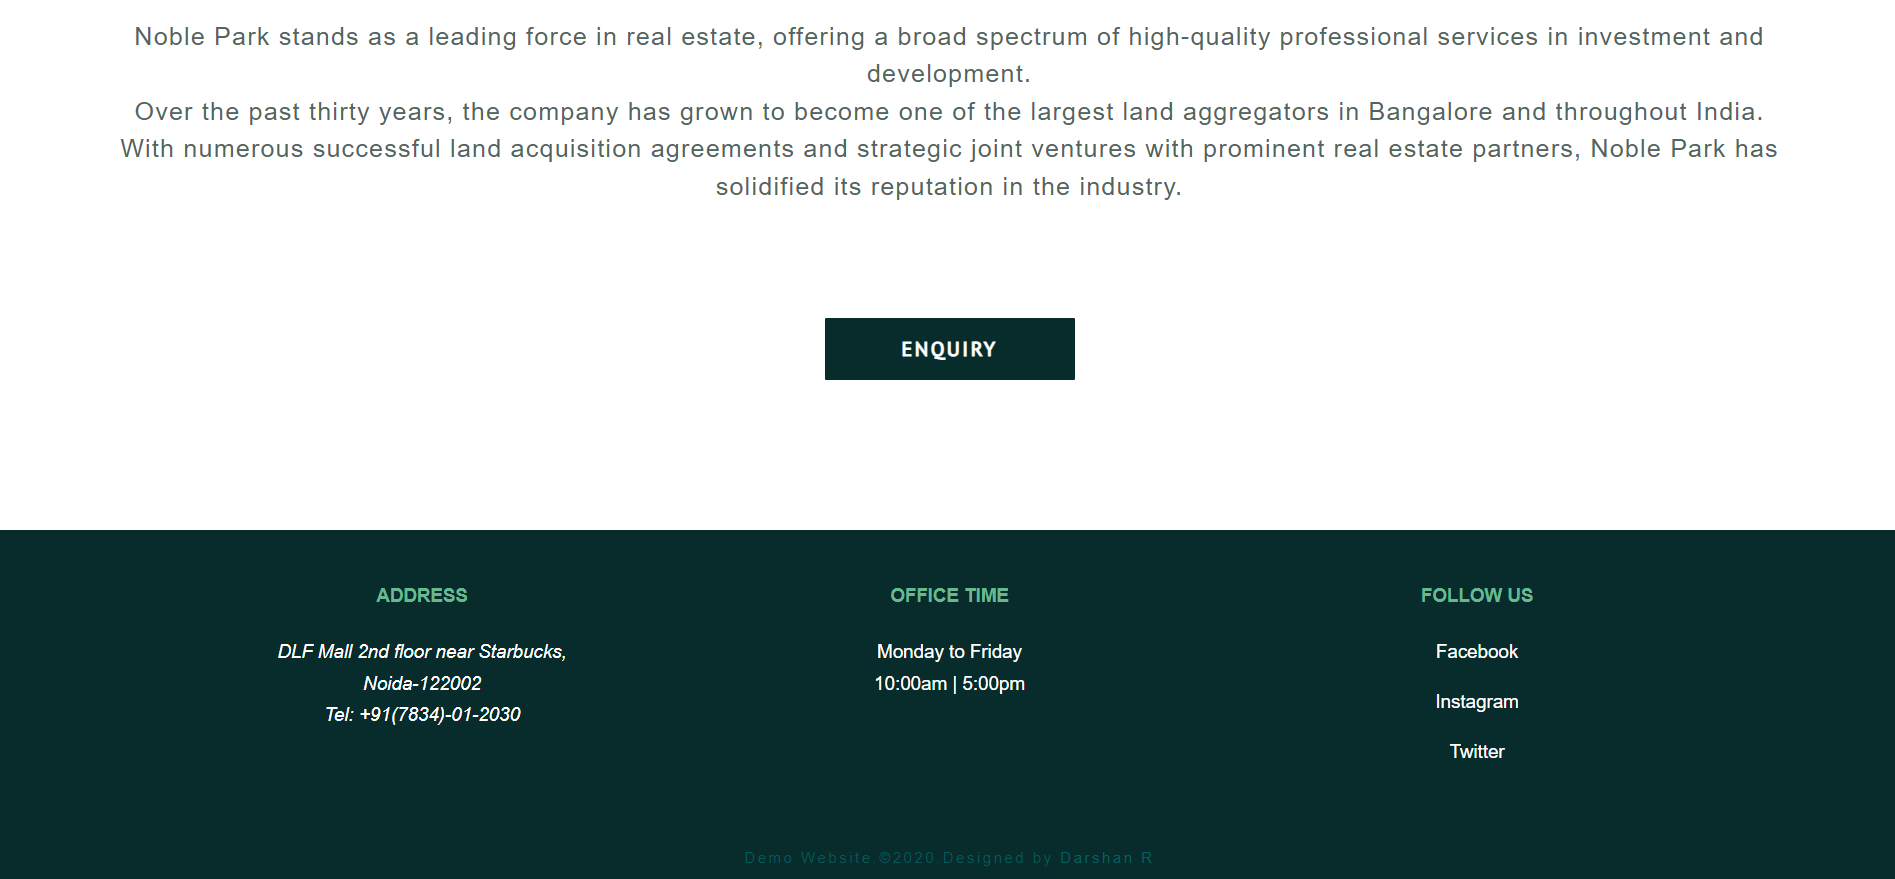 Noble Park stands as a leading force in real estate, offering a broad spectrum of high-quality professional services in investment and
development.
Over the past thirty years, the company has grown to become one of the largest land aggregators in Bangalore and throughout India.
With numerous successful land acquisition agreements and strategic joint ventures with prominent real estate partners, Noble Park has
solidified its reputation in the industry.
ENQUIRY
ADDRESS
DLF Mall 2nd floor near Starbucks,
Noida-122002
Tel: +91(7834)-01-2030
OFFICE TIME
Monday to Friday
10:00am | 5:00pm
FOLLOW US
Facebook
Instagram
Twitter
Demo Website.©2020.Designed by Darshan R